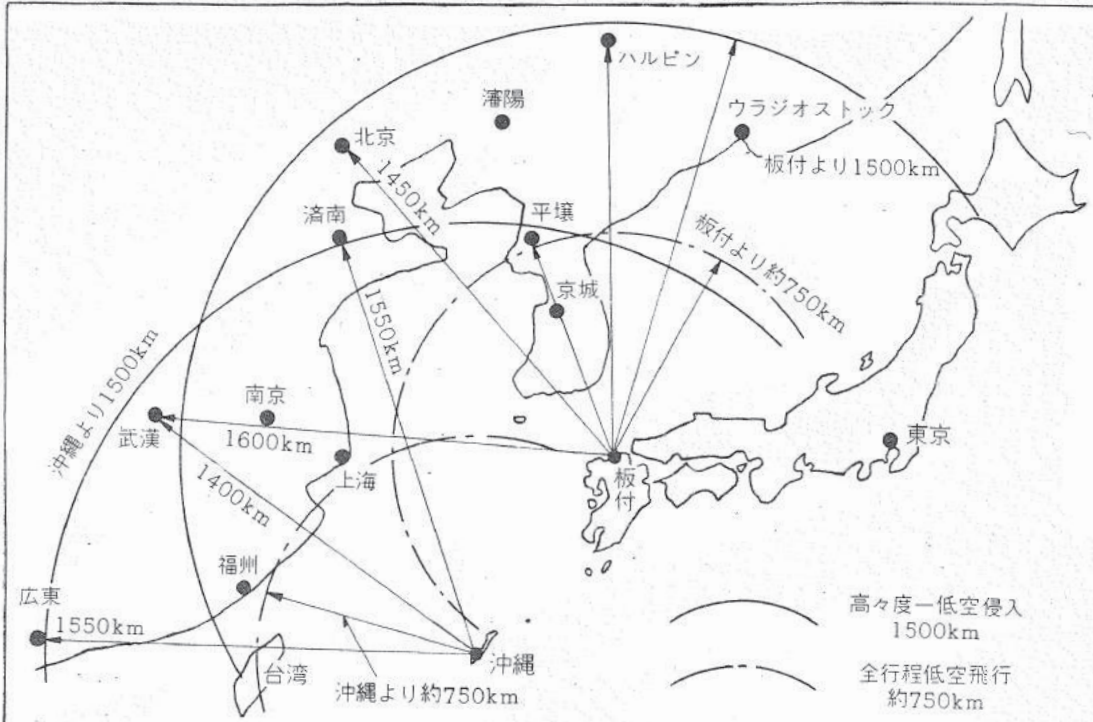 ハルピン
瀋陽
ウラジオストック
北京
板付より1500km
1450km
済南
平壌
板付より約750km
京城
1550km
沖縄より1500km
南京
武漢
1600km
東京
上海
板付
1400km
福州
広東
1550km
台湾
沖縄
沖縄より約750km
高々度一低空侵入
1500km
全行程低空飛行
約750km